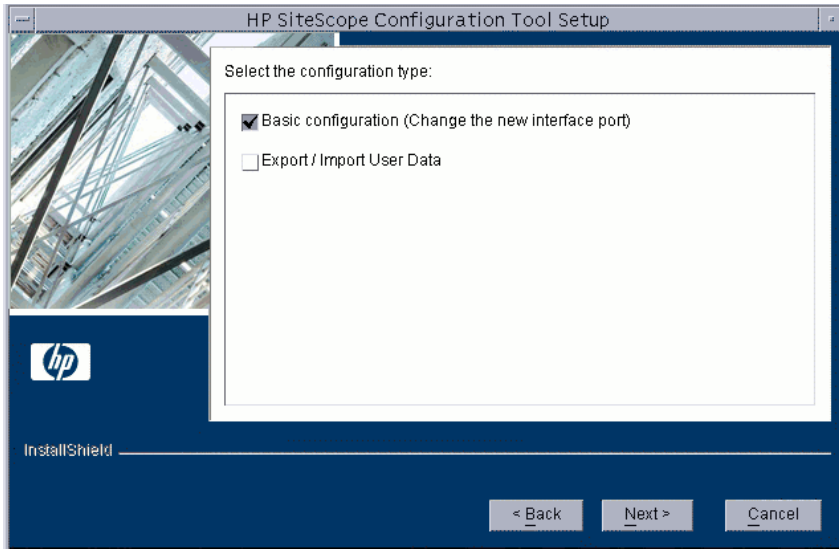 HP SiteScope Configuration Tool Setup
Select the configuration type:
Basic configuration (Change the new interface port)
Export / Import User Data
hp
InstallShield
< Back
Next >
Cancel